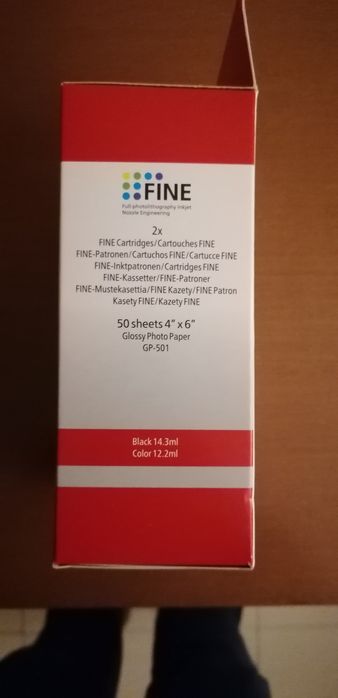 FINE
Full-photolithography inkjet
Nozzle Engineering
2x
FINE Cartridges/Cartouches FINE
FINE-Patronen/Cartuchos FINE/Cartucce FINE
FINE-Inktpatronen/Cartridges FINE
FINE-Kassetter/FINE-Patroner
FINE-Mustekasettia/FINE Kazety/FINE Patron
Kasety FINE/Kazety FINE
50 sheets 4” x 6”
Glossy Photo Paper
GP-501
Black 14.3ml
Color 12.2ml